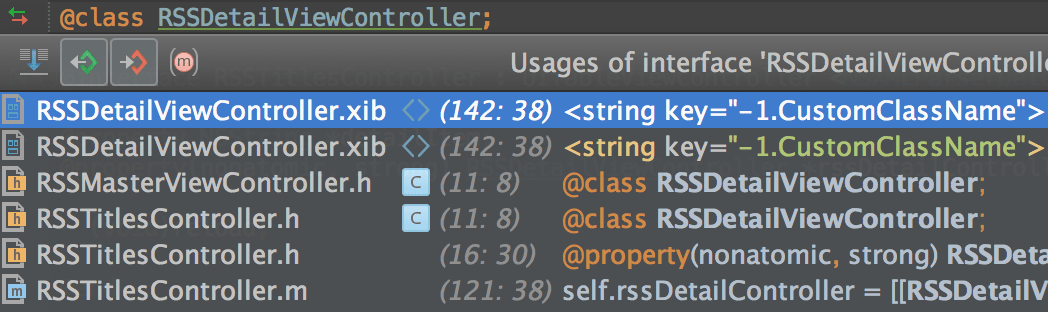 @class RSSDetailViewController;
m Usages of interface 'RSSDetailViewControlle
RSSDetailViewController.xib <> (142: 38) <string key="-1.CustomClassName">
RSSDetailViewController.xib <> (142: 38) <string key="-1.CustomClassName">
h RSSMasterViewController.h C (11: 8) @class RSSDetailViewController;
h RSSTitlesController.h C (11: 8) @class RSSDetailViewController;
h RSSTitlesController.h (16: 30) @property(nonatomic, strong) RSSDeta
m RSSTitlesController.m (121: 38) self.rssDetailController = [[RSSDetailV